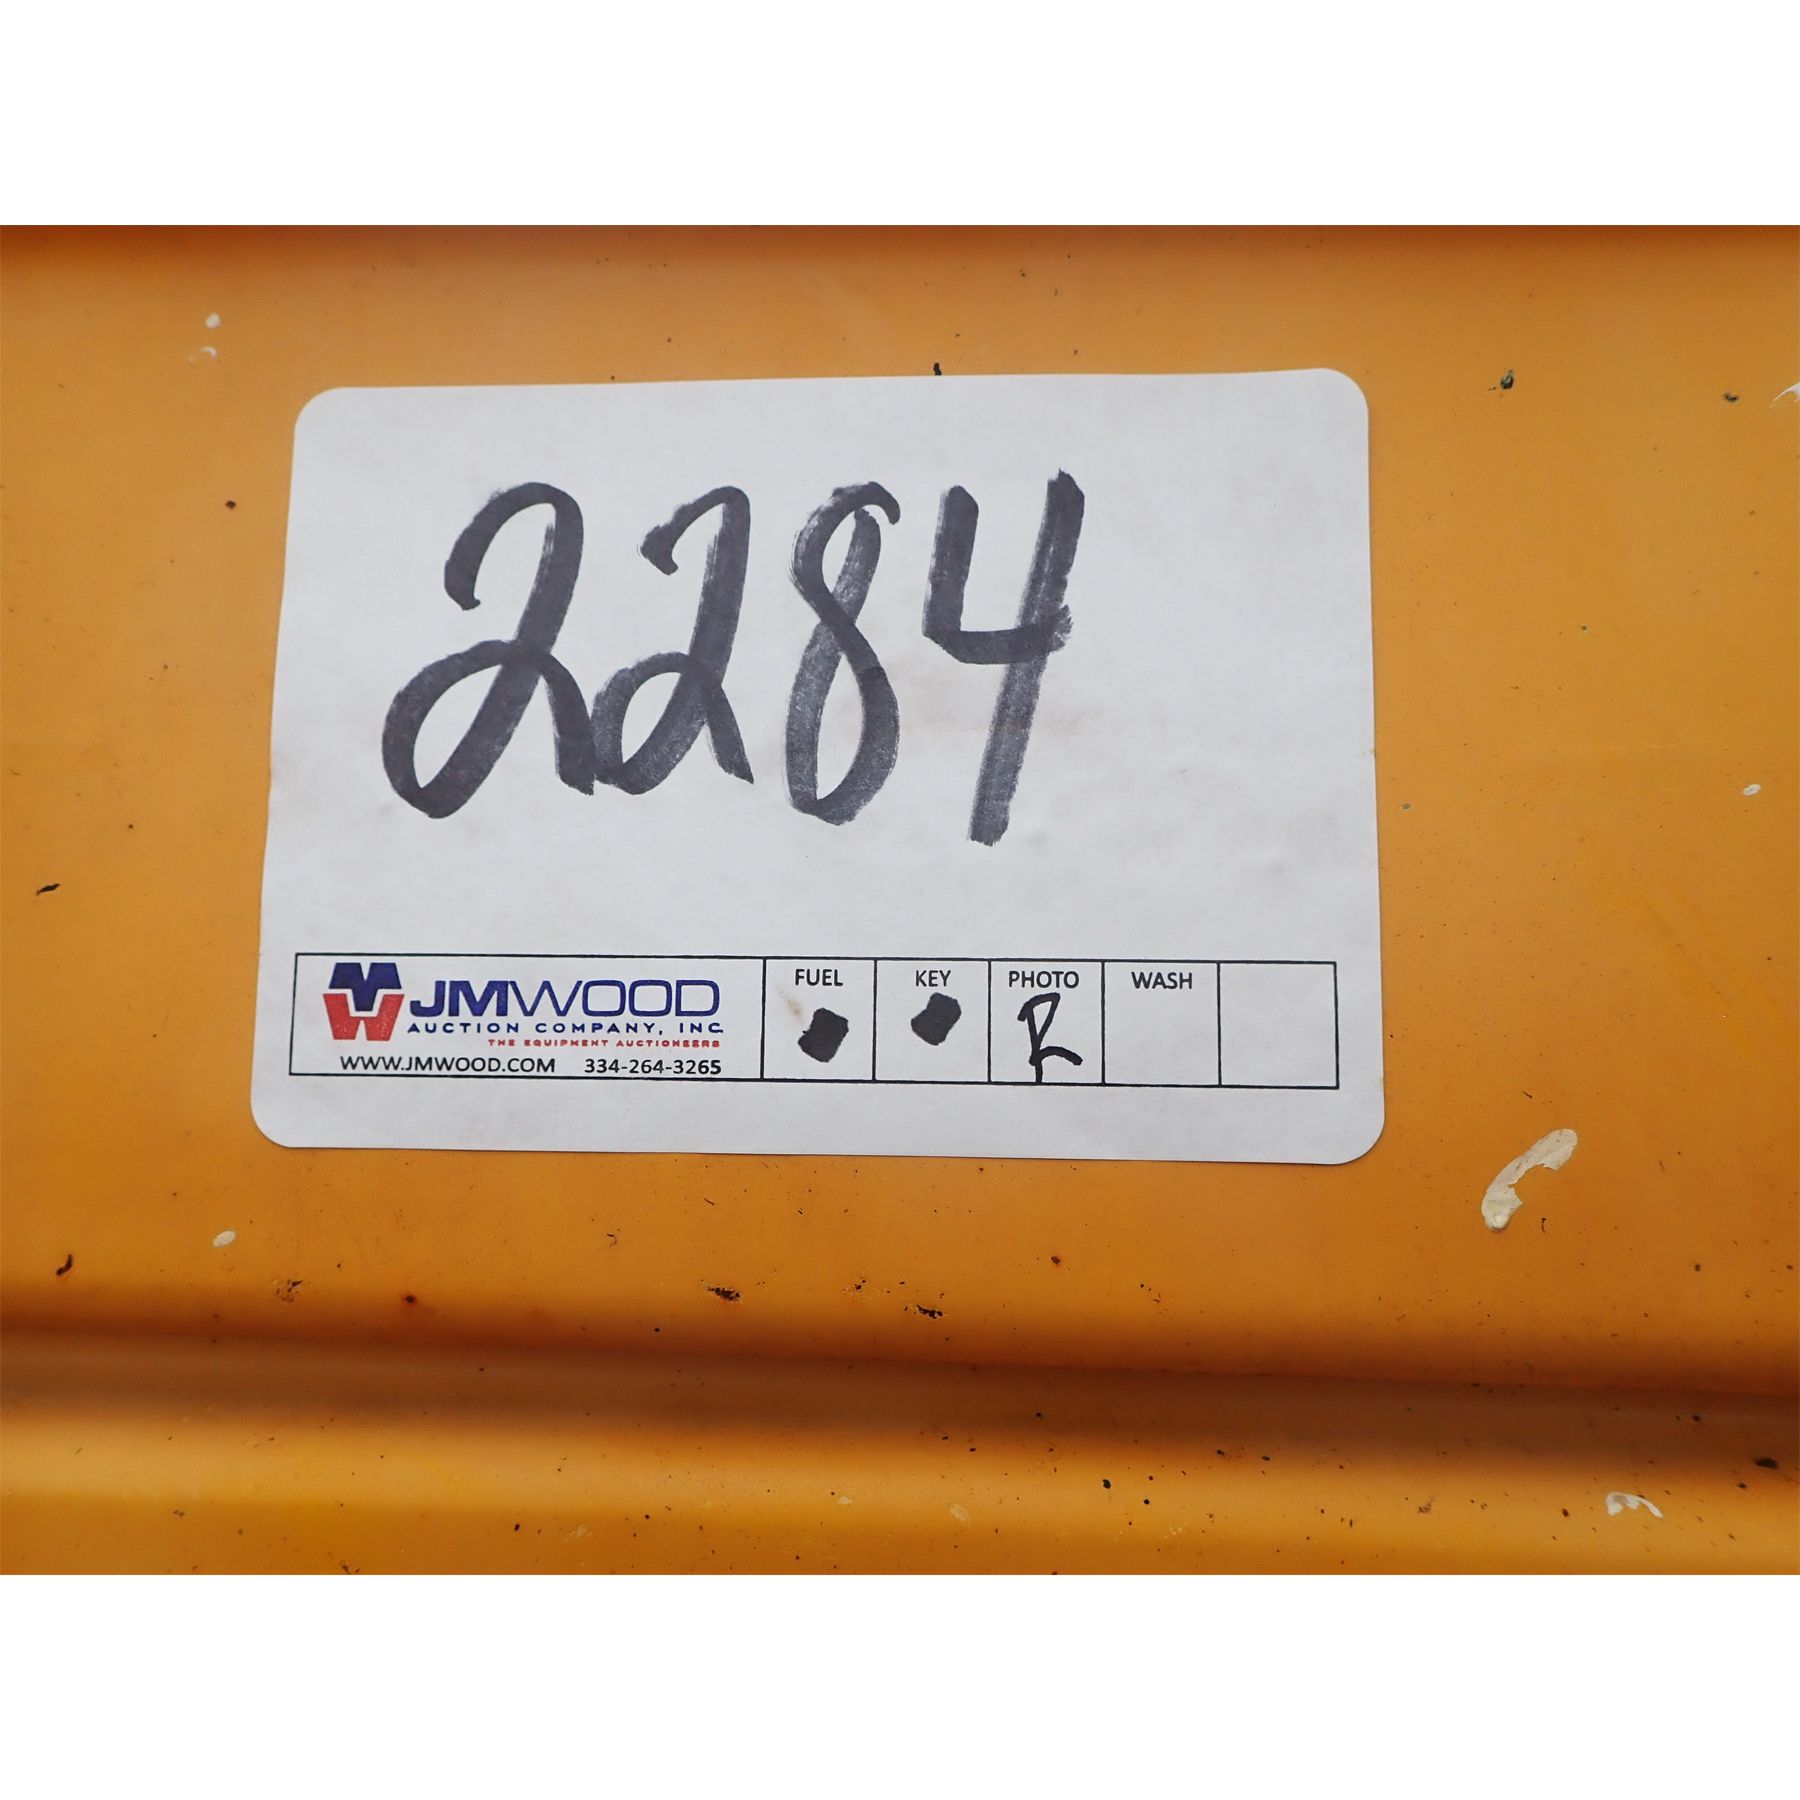 2284
JMWOOD
AUCTION COMPANY, INC.
THE EQUIPMENT AUCTIONEERS
WWW.JMWOOD.COM 334-264-3265
FUEL KEY PHOTO WASH
R